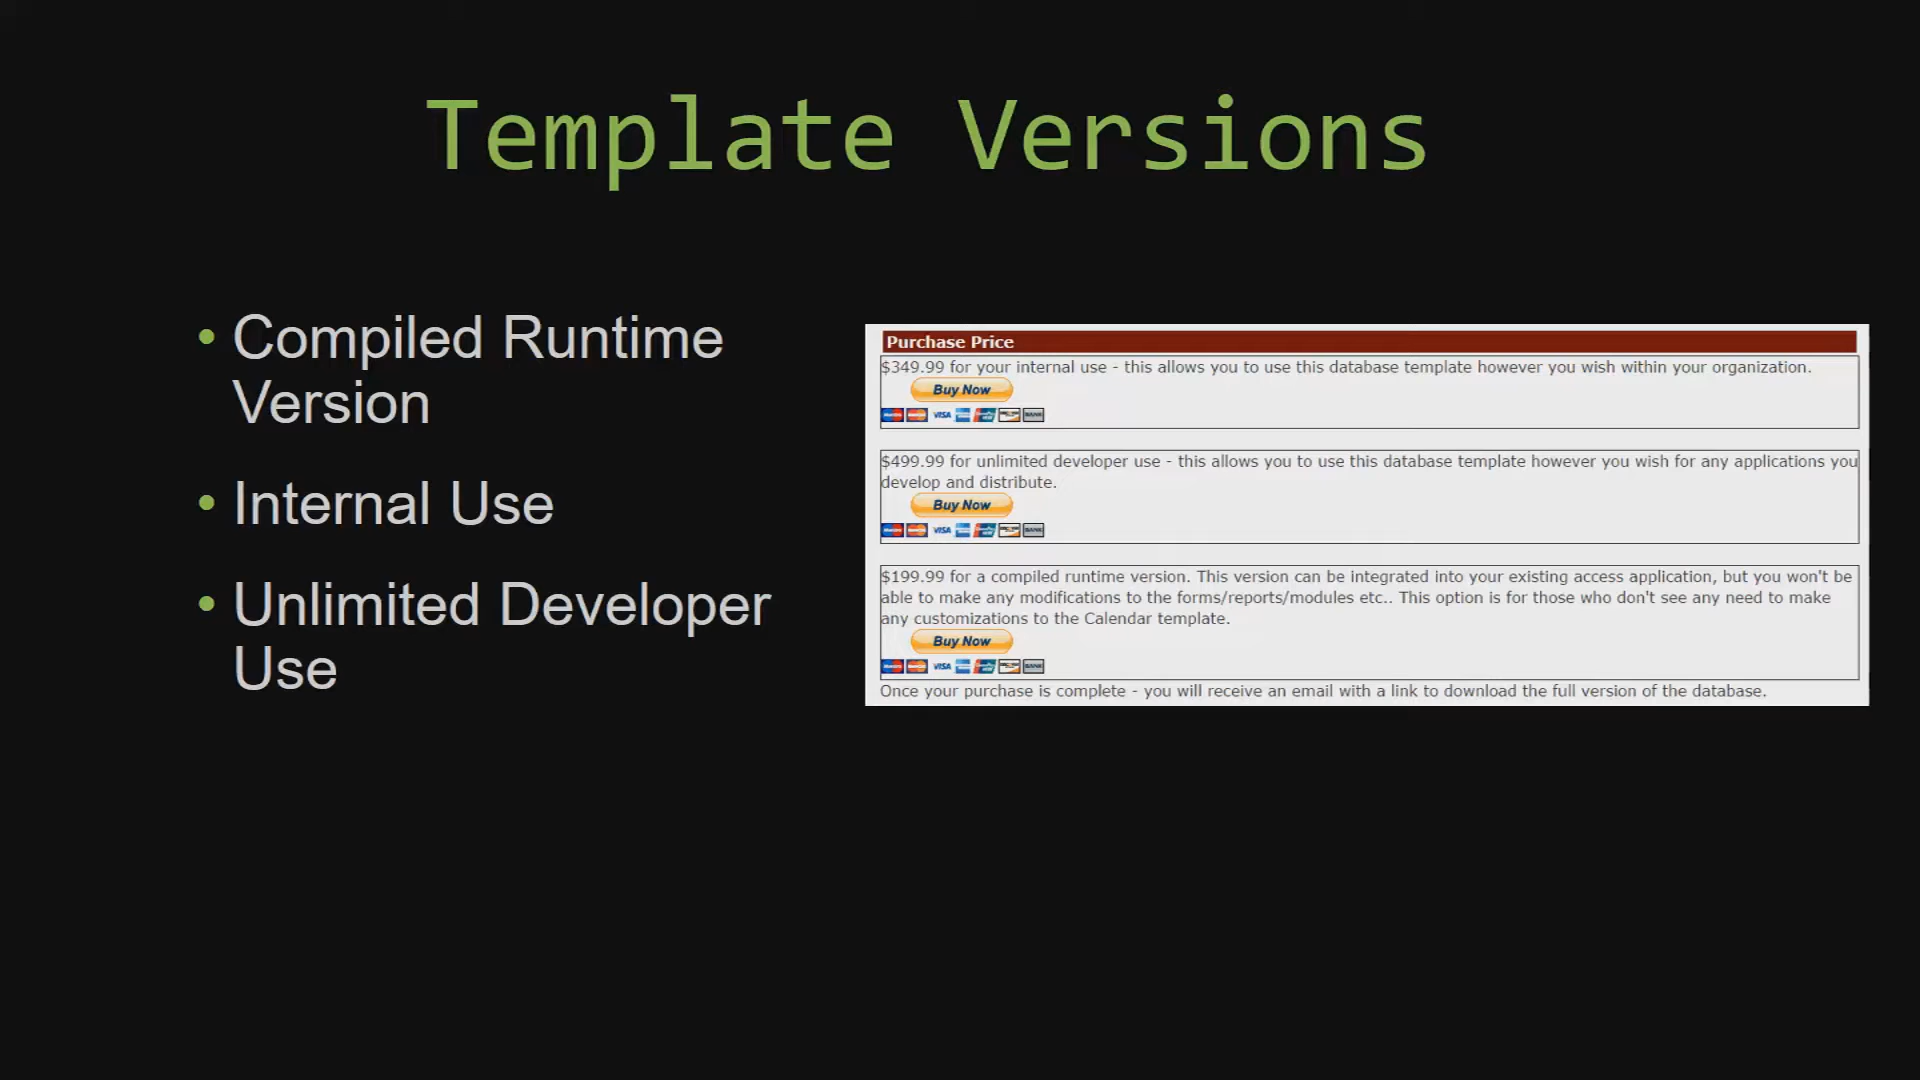 Template Versions
• Compiled Runtime
Version
• Internal Use
• Unlimited Developer
Use
Purchase Price
$349.99 for your internal use - this allows you to use this database template however you wish within your organization.
Buy Now
VISA
$499.99 for unlimited developer use - this allows you to use this database template however you wish for any applications you
develop and distribute.
Buy Now
VISA
$199.99 for a compiled runtime version. This version can be integrated into your existing access application, but you won't be
able to make any modifications to the forms/reports/modules etc.. This option is for those who don't see any need to make
any customizations to the Calendar template.
Buy Now
VISA
Once your purchase is complete - you will receive an email with a link to download the full version of the database.